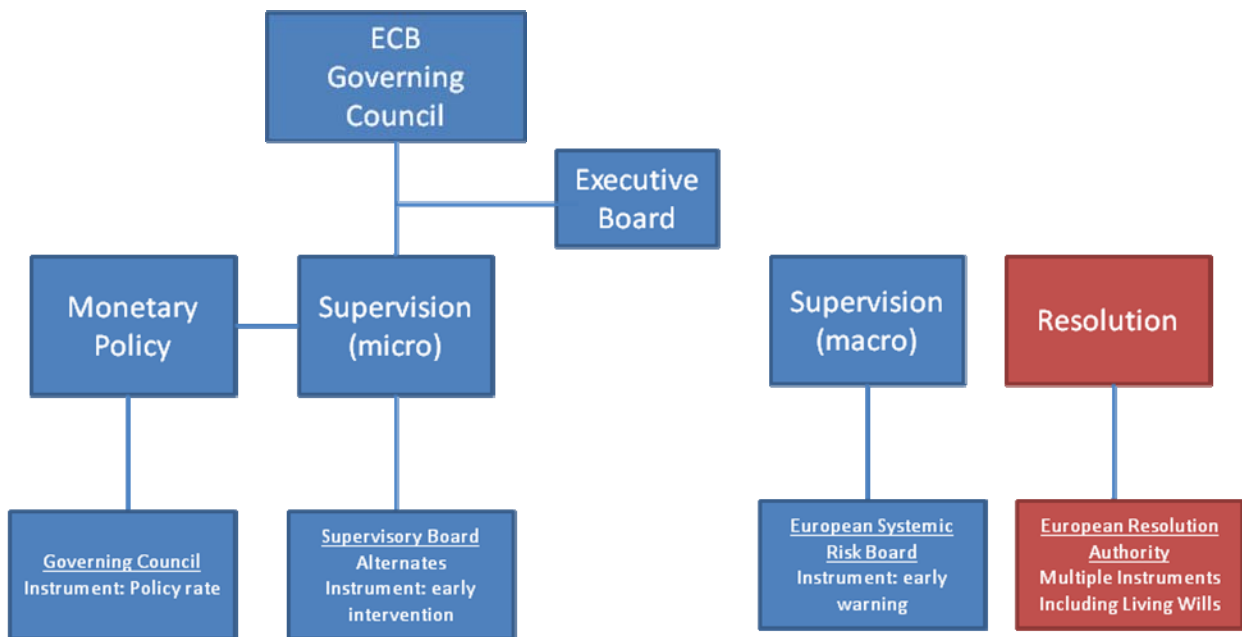 ECB
Governing
Council
Executive
Board
Monetary
Policy
Supervision
(micro)
Supervision
(macro)
Resolution
Governing Council
Instrument: Policy rate
Supervisory Board
Alternates
Instrument: early
intervention
European Systemic
Risk Board
Instrument: early
warning
European Resolution
Authority
Multiple Instruments
Including Living Wills